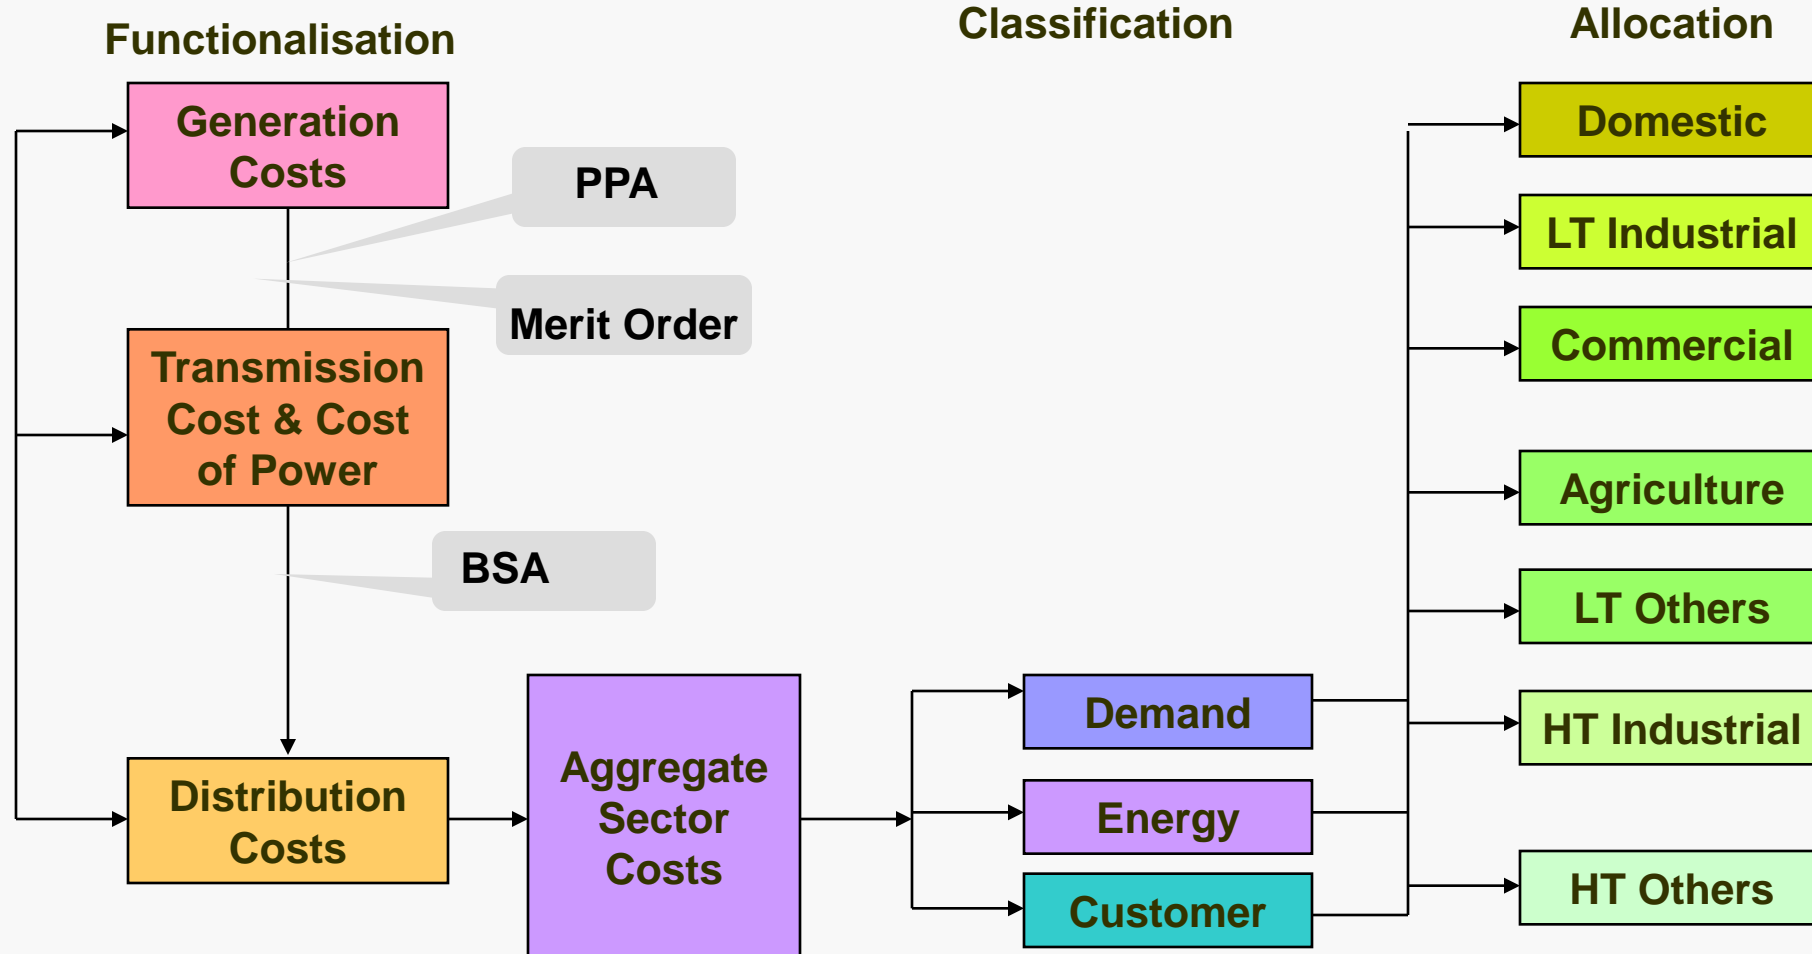 Functionalisation
Classification
Allocation
Generation
Costs
PPA
Merit Order
Transmission
Cost & Cost
of Power
BSA
Distribution
Costs
Aggregate
Sector
Costs
Demand
Energy
Customer
Domestic
LT Industrial
Commercial
Agriculture
LT Others
HT Industrial
HT Others